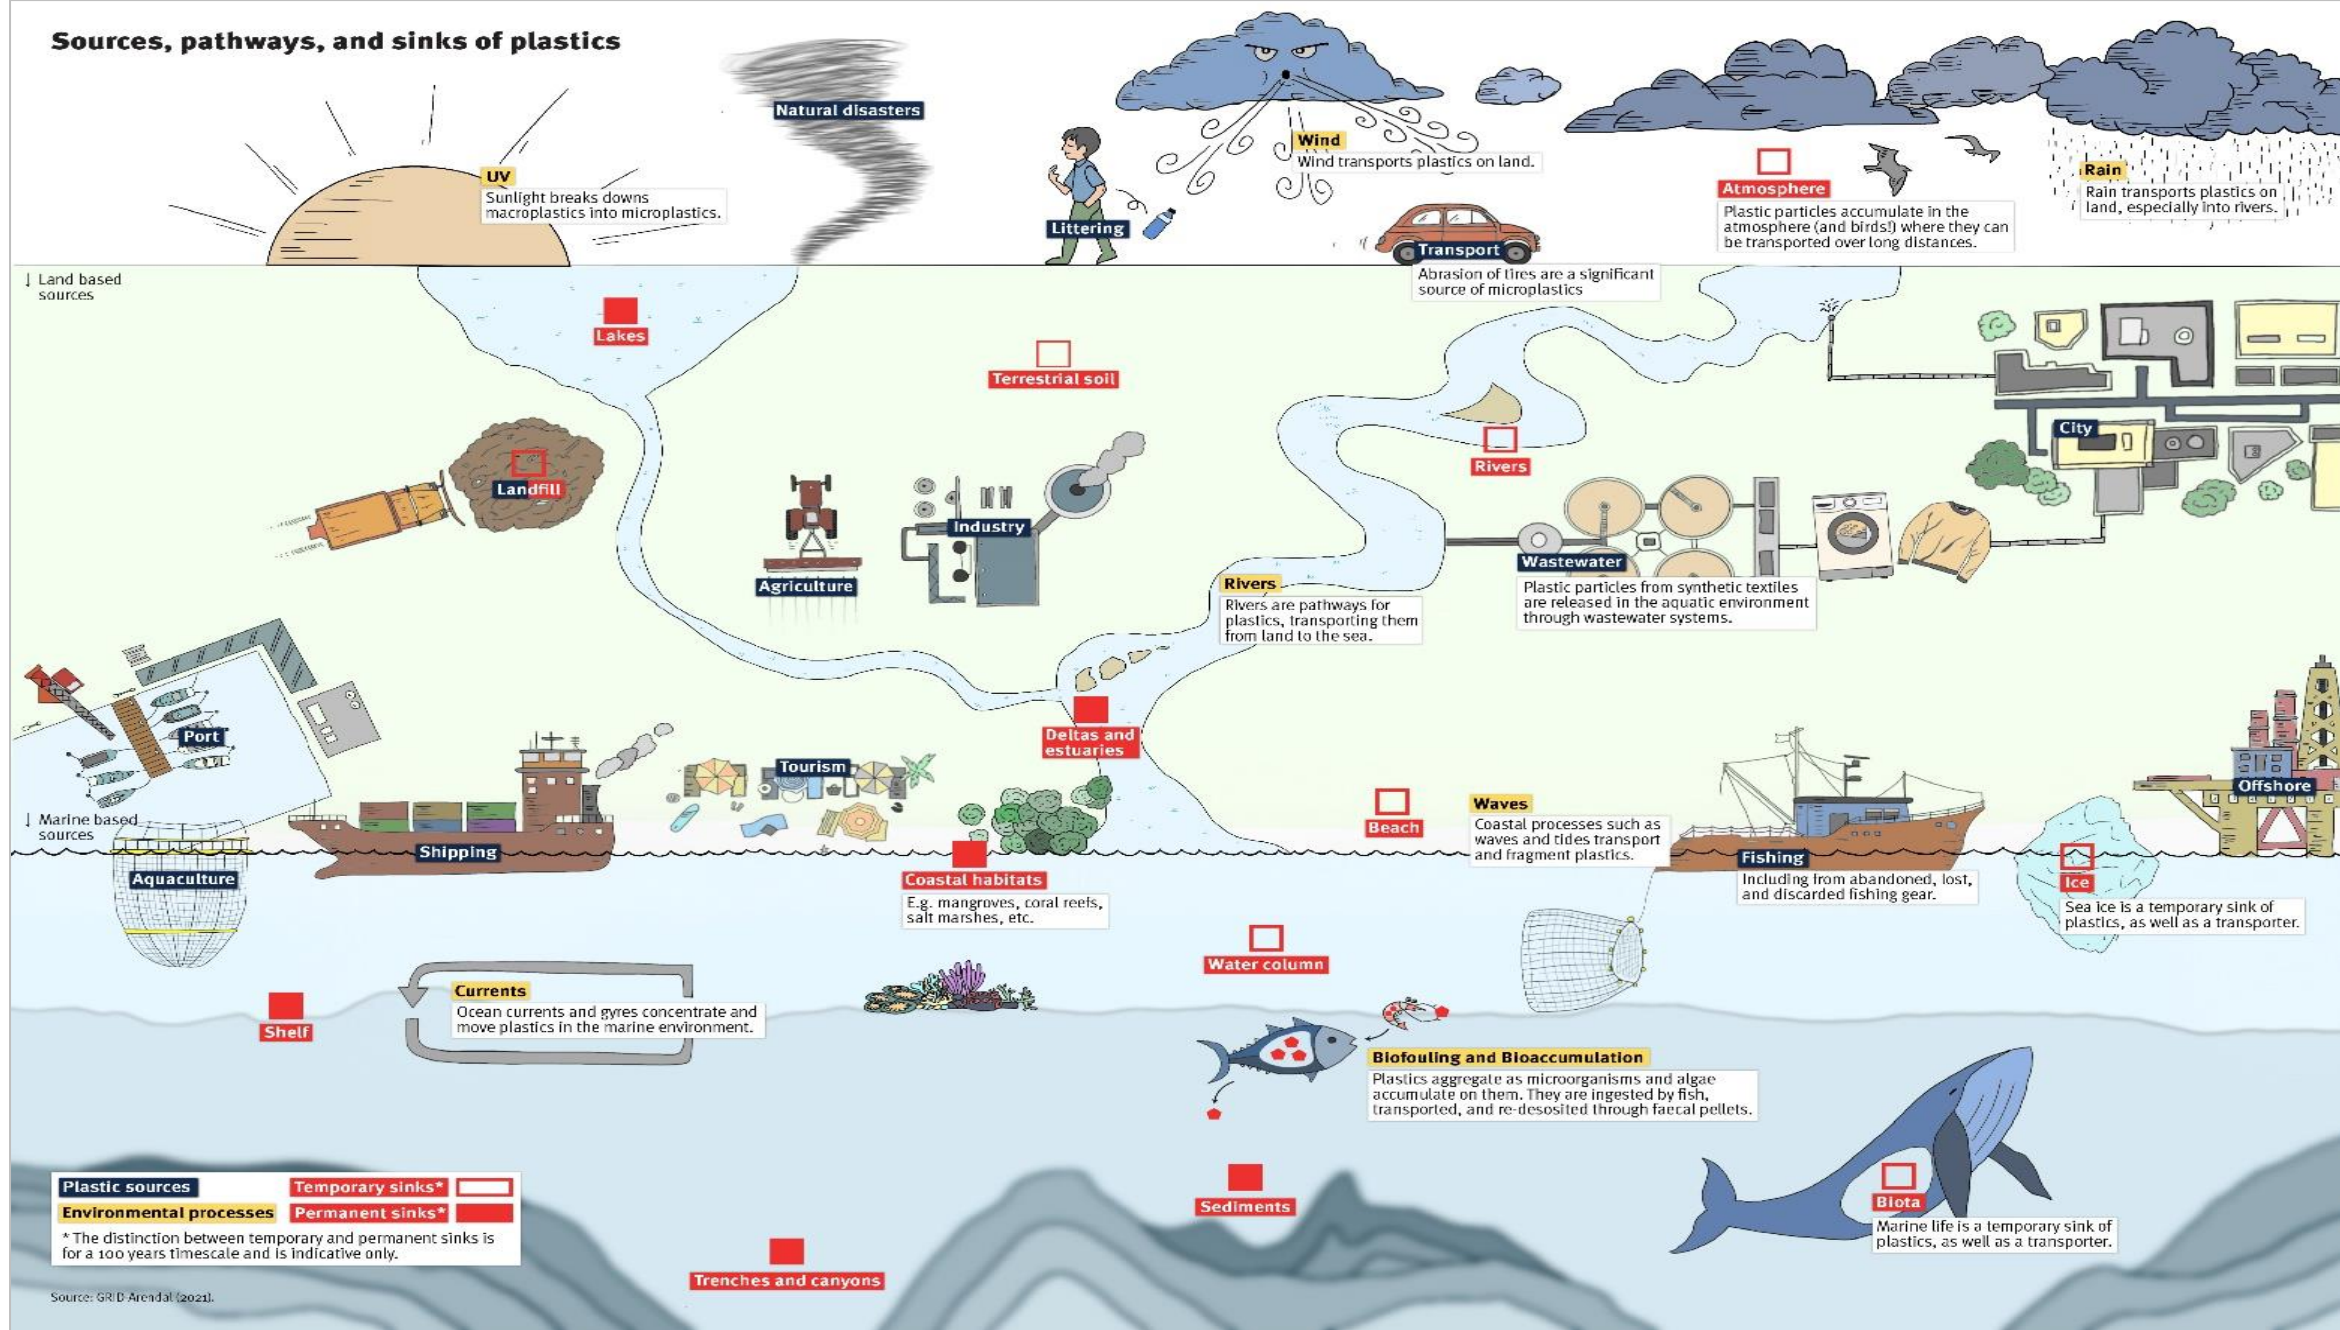 Sources, pathways, and sinks of plastics
Natural disasters
UV
Sunlight breaks downs
macroplastics into microplastics.
Littering
Wind
Wind transports plastics on land.
Transport
Abrasion of tires are a significant
source of microplastics
Atmosphere
Plastic particles accumulate in the
atmosphere (and birds!) where they can
be transported over long distances.
Rain
Rain transports plastics on
land, especially into rivers.
↓ Land based
sources
Lakes
Terrestrial soil
Rivers
City
Landfill
Industry
Agriculture
Rivers
Rivers are pathways for
plastics, transporting them
from land to the sea.
Wastewater
Plastic particles from synthetic textiles
are released in the aquatic environment
through wastewater systems.
Port
Deltas and
estuaries
Tourism
Offshore
↓ Marine based
sources
Beach
Waves
Coastal processes such as
waves and tides transport
and fragment plastics.
Shipping
Aquaculture
Coastal habitats
E.g. mangroves, coral reefs,
salt marshes, etc.
Fishing
Including from abandoned, lost,
and discarded fishing gear.
Ice
Sea ice is a temporary sink of
plastics, as well as a transporter.
Water column
Shelf
Currents
Ocean currents and gyres concentrate and
move plastics in the marine environment.
Biofouling and Bioaccumulation
Plastics aggregate as microorganisms and algae
accumulate on them. They are ingested by fish,
transported, and re-desosited through faecal pellets.
Sediments
Biota
Marine life is a temporary sink of
plastics, as well as a transporter.
Trenches and canyons
Plastic sources
Temporary sinks*
Environmental processes
Permanent sinks*
* The distinction between temporary and permanent sinks is
for a 100 years timescale and is indicative only.
Source: GRID-Arendal (2021).